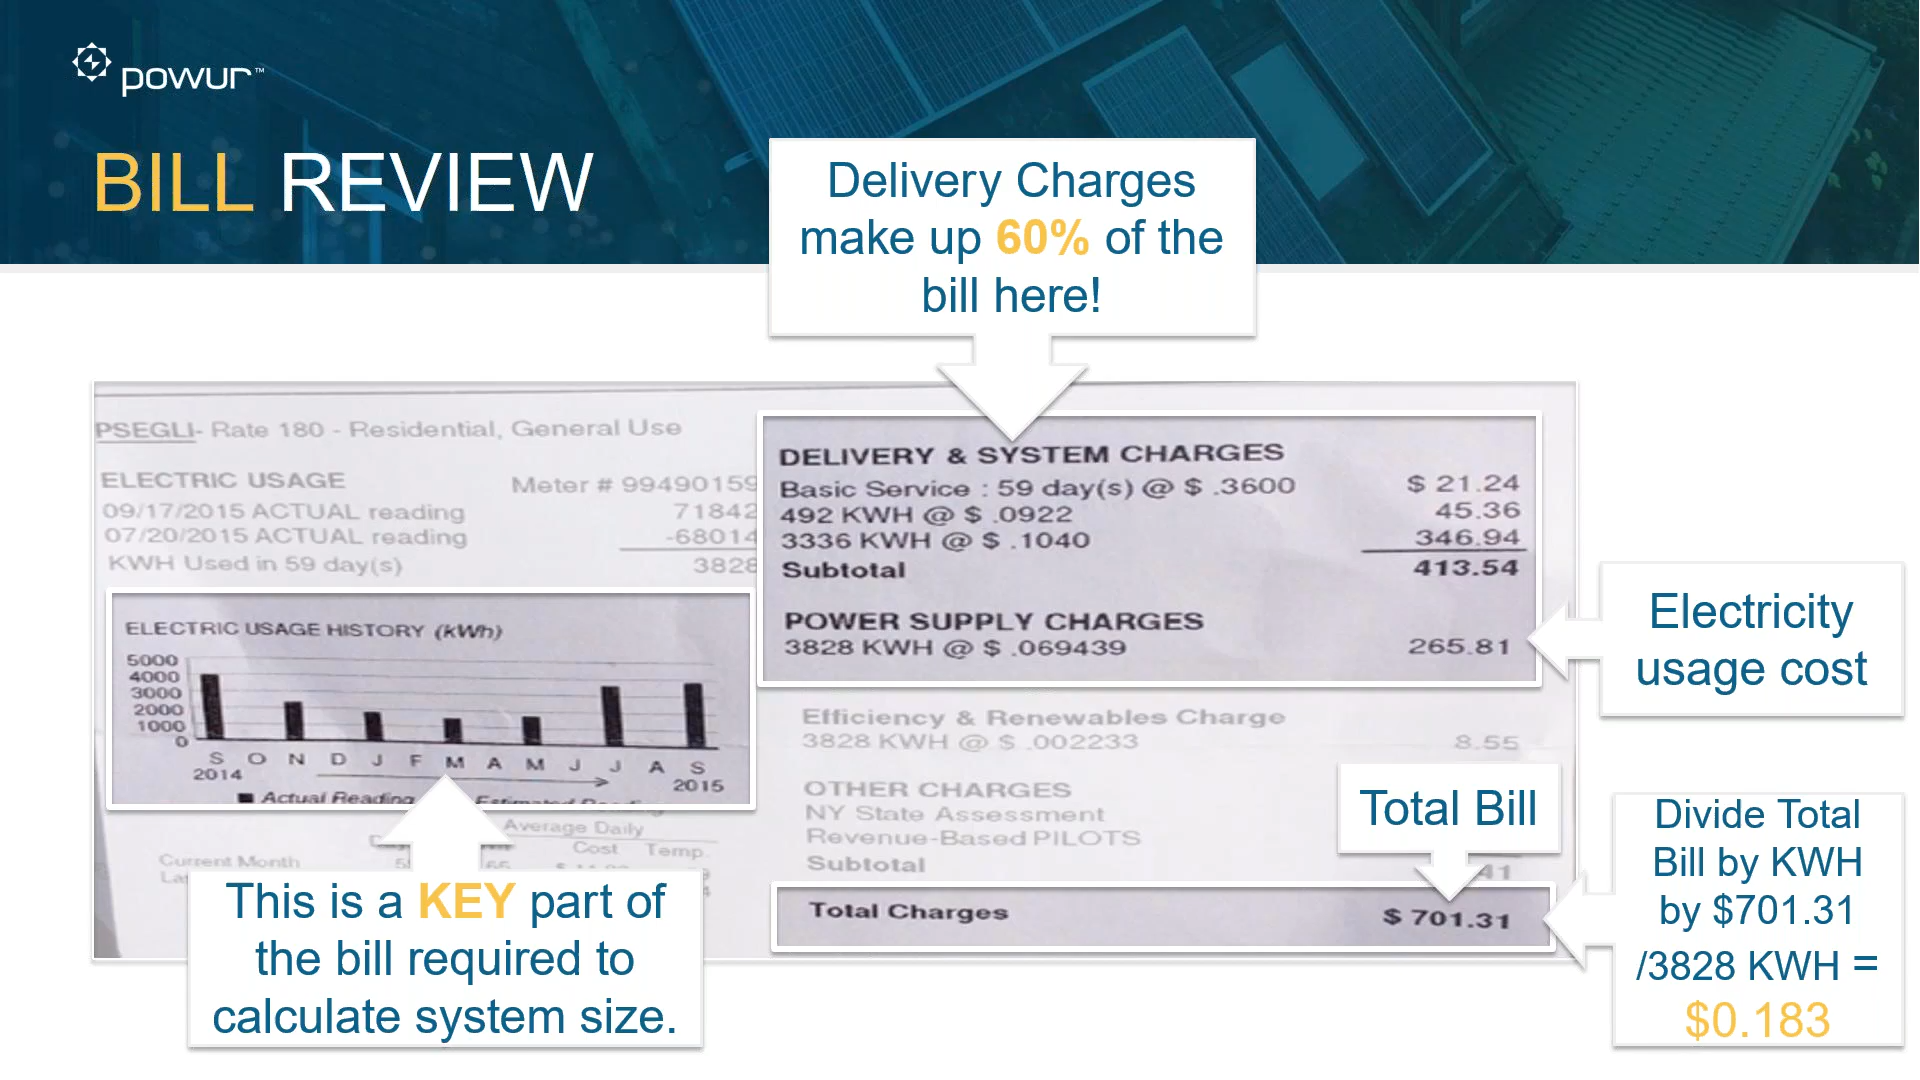 powur™
BILL REVIEW
Delivery Charges
make up 60% of the
bill here!
PSEGLI- Rate 180 - Residential, General Use
ELECTRIC USAGE Meter # 99490159
09/17/2015 ACTUAL reading 71842
07/20/2015 ACTUAL reading -68014
KWH Used in 59 day(s) 3828
ELECTRIC USAGE HISTORY (kWh)
5000
4000
3000
2000
1000
0
S O N D J F M A M J J A S
2014 2015
Actual Reading
Average Daily
Cost Temp.
Current Month
This is a KEY part of
the bill required to
calculate system size.
DELIVERY & SYSTEM CHARGES
Basic Service : 59 day(s) @ $ .3600 $ 21.24
492 KWH @ $ .0922 45.36
3336 KWH @ $ .1040 346.94
Subtotal 413.54
POWER SUPPLY CHARGES
3828 KWH @ $ .069439 265.81
Electricity
usage cost
Efficiency & Renewables Charge
3828 KWH @ $ .002233 8.55
OTHER CHARGES
NY State Assessment
Revenue-Based PILOTS
Subtotal
Total Bill
Total Charges $ 701.31
Divide Total
Bill by KWH
by $701.31
/3828 KWH =
$0.183